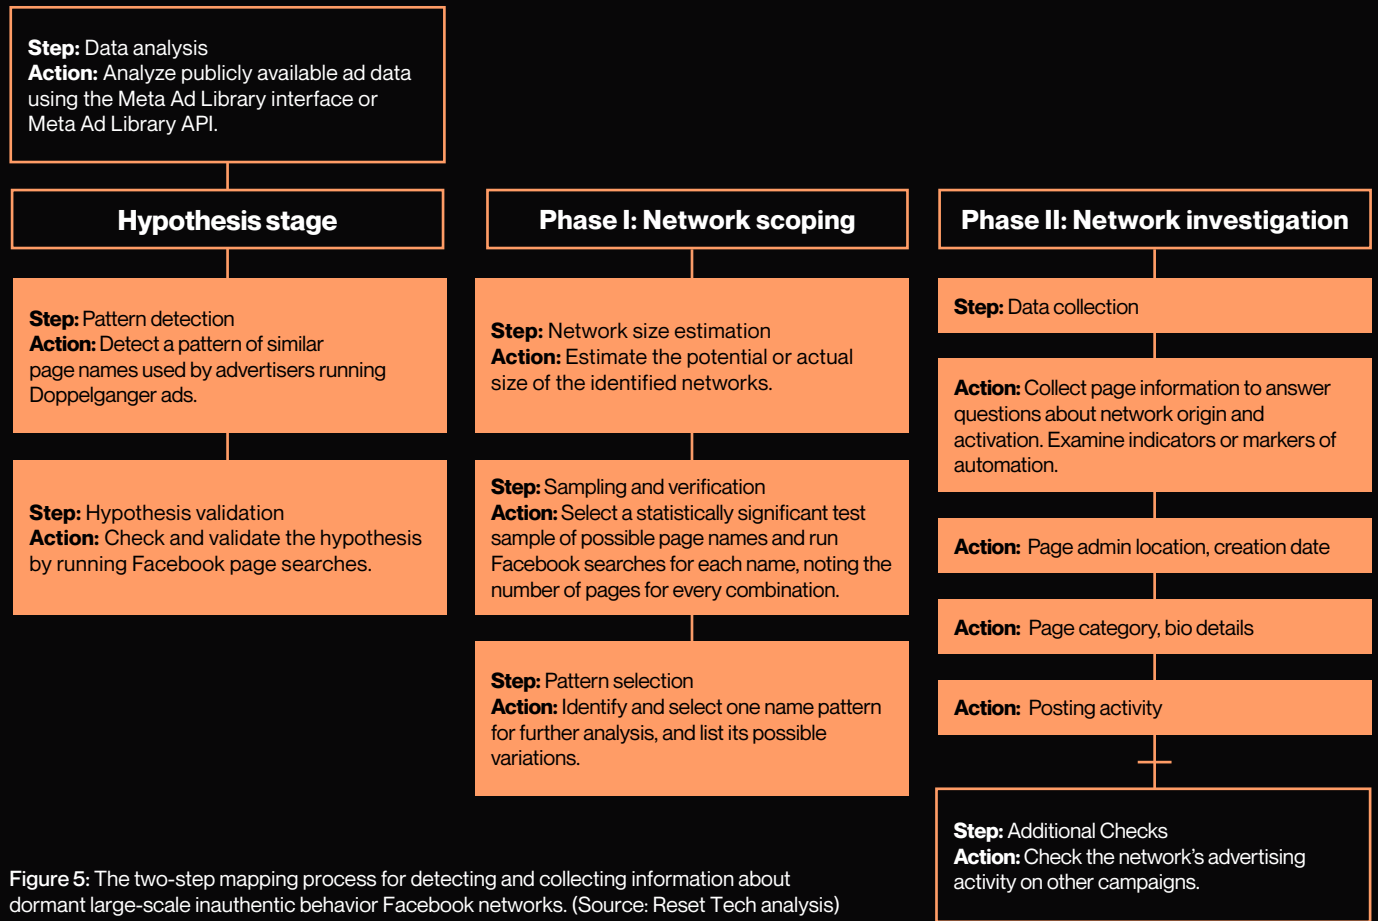 Step: Data analysis
Action: Analyze publicly available ad data
using the Meta Ad Library interface or
Meta Ad Library API.
Hypothesis stage
Step: Pattern detection
Action: Detect a pattern of similar
page names used by advertisers running
Doppelganger ads.
Step: Hypothesis validation
Action: Check and validate the hypothesis
by running Facebook page searches.
Phase I: Network scoping
Step: Network size estimation
Action: Estimate the potential or actual
size of the identified networks.
Step: Sampling and verification
Action: Select a statistically significant test
sample of possible page names and run
Facebook searches for each name, noting the
number of pages for every combination.
Step: Pattern selection
Action: Identify and select one name pattern
for further analysis, and list its possible
variations.
Phase II: Network investigation
Step: Data collection
Action: Collect page information to answer
questions about network origin and
activation. Examine indicators or markers of
automation.
Action: Page admin location, creation date
Action: Page category, bio details
Action: Posting activity
Step: Additional Checks
Action: Check the network's advertising
activity on other campaigns.
Figure 5: The two-step mapping process for detecting and collecting information about
dormant large-scale inauthentic behavior Facebook networks. (Source: Reset Tech analysis)